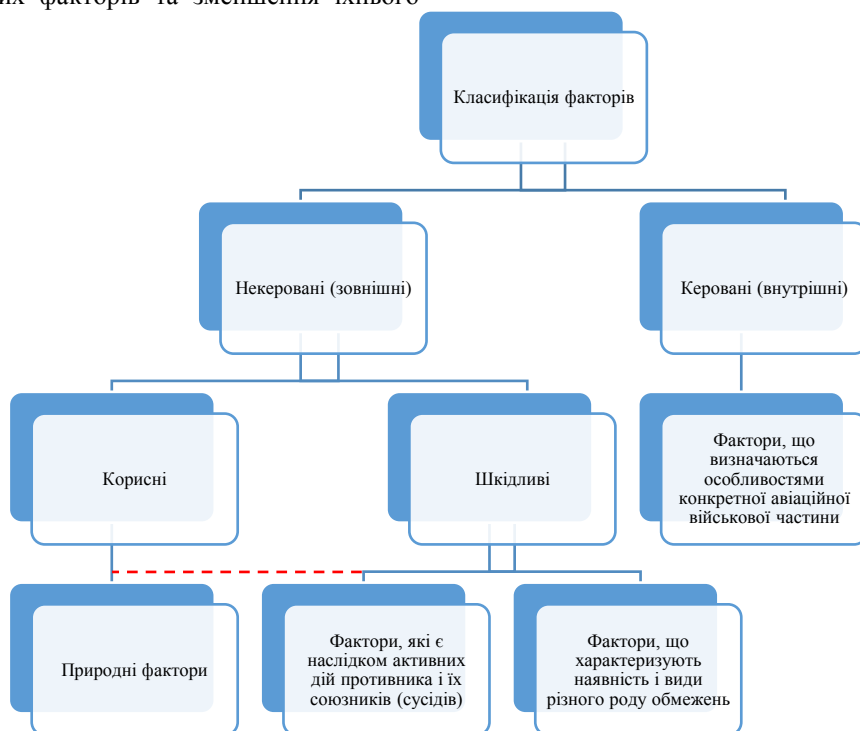 их факторів та зменшення їхнього
Класифікація факторів
Некеровані (зовнішні)
Керовані (внутрішні)
Корисні
Шкідливі
Фактори, що
визначаються
особливостями
конкретної авіаційної
військової частини
Природні фактори
Фактори, які є
наслідком активних
дій противника і їх
союзників (сусідів)
Фактори, що
характеризують
наявність і види
різного роду обмежень